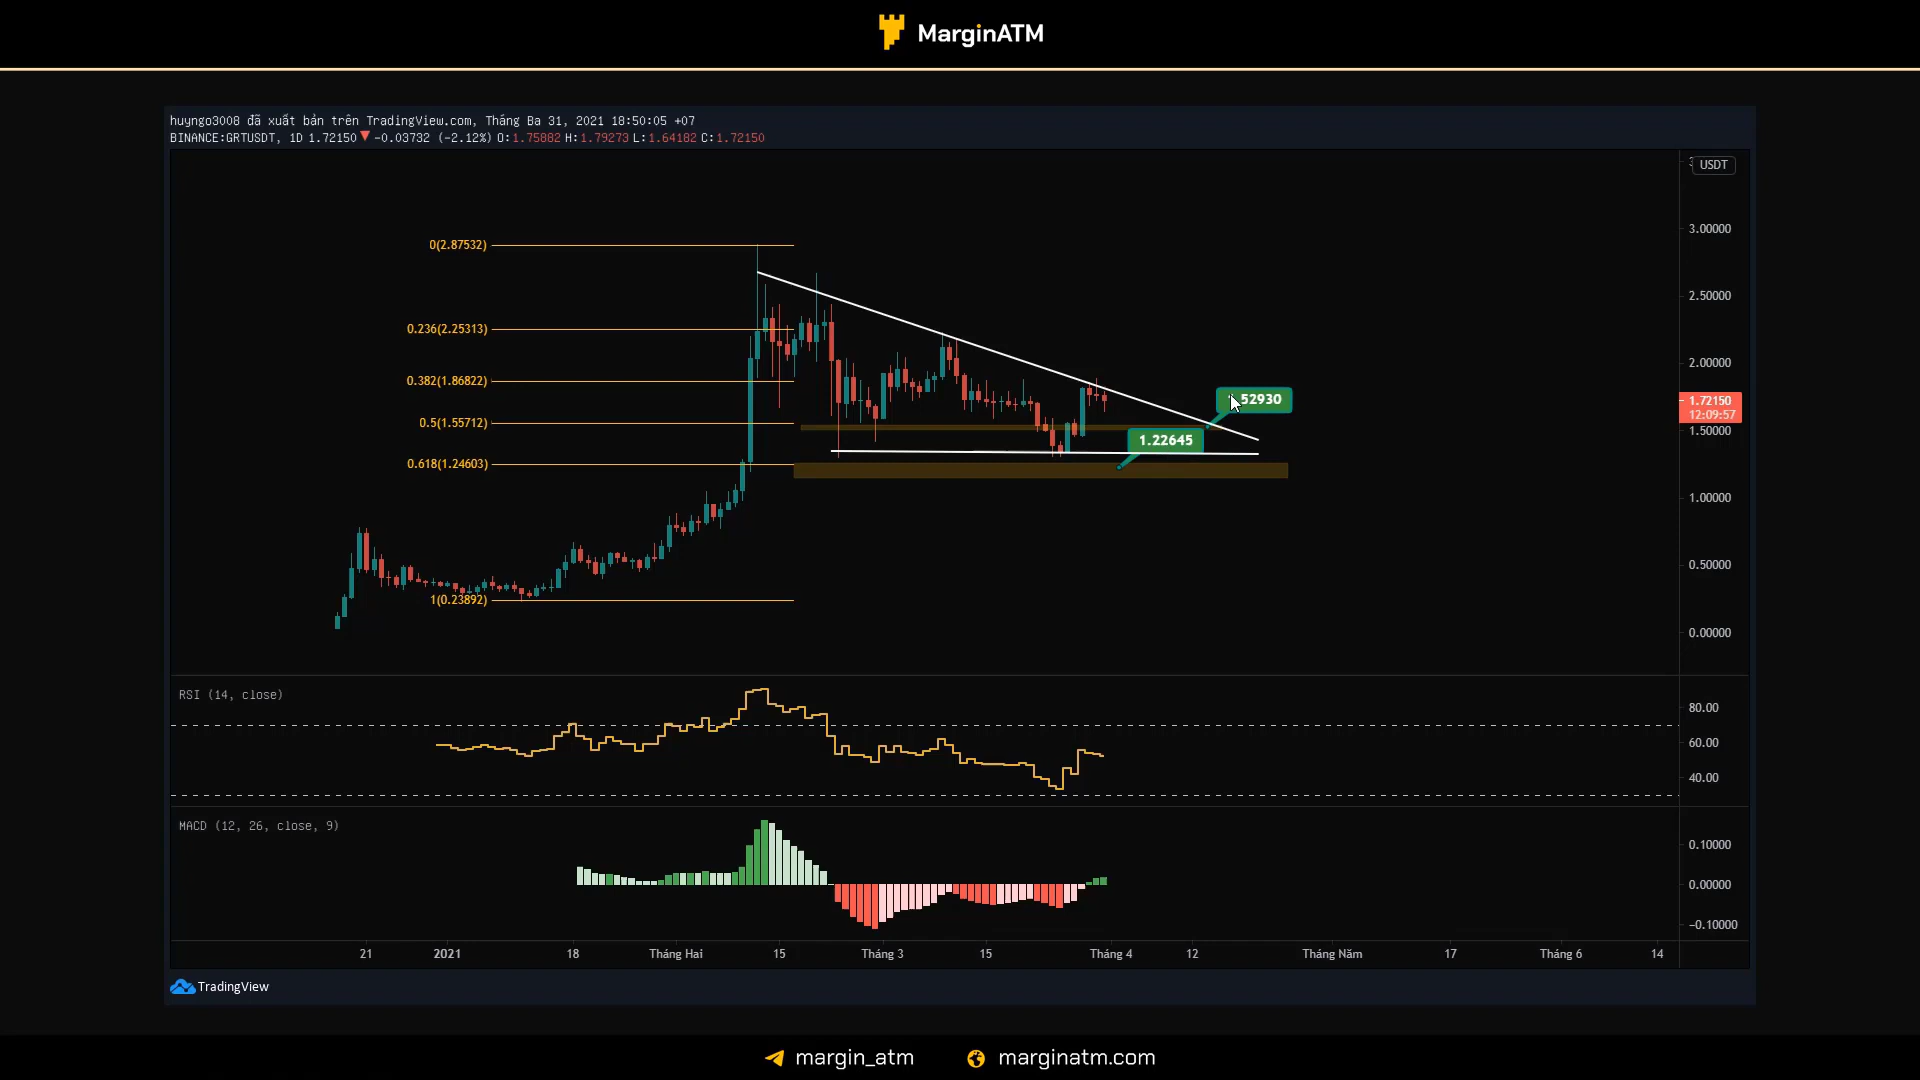 MarginATM
huyngo3008 đã xuất bản trên TradingView.com, Tháng Ba 31, 2021 18:50:05 +07
BINANCE:GRTUSDT, 1D 1.72150 ▼ -0.03732 (-2.12%) O:1.75882 H:1.79273 L:1.64182 C:1.72150
USDT
0(2.87532)
3.00000
2.50000
0.236(2.25313)
2.00000
0.382(1.86822)
52930
1.72150
12:09:57
0.5(1.55712)
1.50000
1.22645
0.618(1.24603)
1.00000
0.50000
1(0.23892)
0.00000
RSI (14, close)
80.00
60.00
40.00
MACD (12, 26, close, 9)
0.10000
0.00000
-0.10000
21 2021 18 Tháng Hai 15 Tháng 3 15 Tháng 4 12 Tháng Năm 17 Tháng 6 14
TradingView
margin_atm marginatm.com